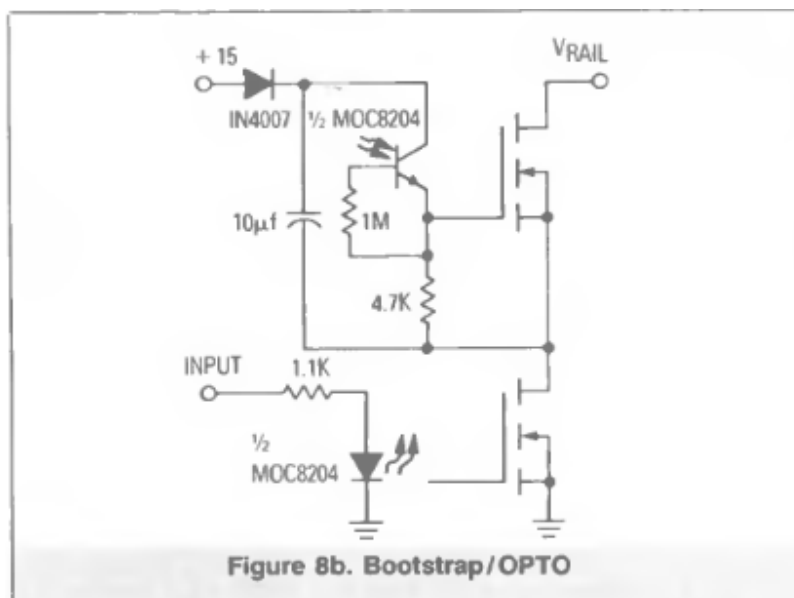 + 15
VRAIL
IN4007
½ MOC8204
10µf
1M
4.7K
INPUT
1.1K
½
MOC8204
Figure 8b. Bootstrap/OPTO